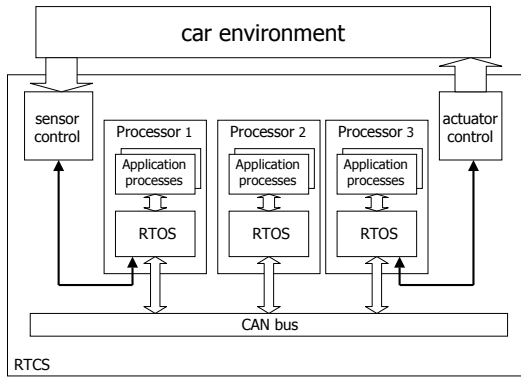 car environment
sensor
control
actuator
control
Processor 1
Processor 2
Processor 3
Application
processes
Application
processes
Application
processes
RTOS
RTOS
RTOS
CAN bus
RTCS